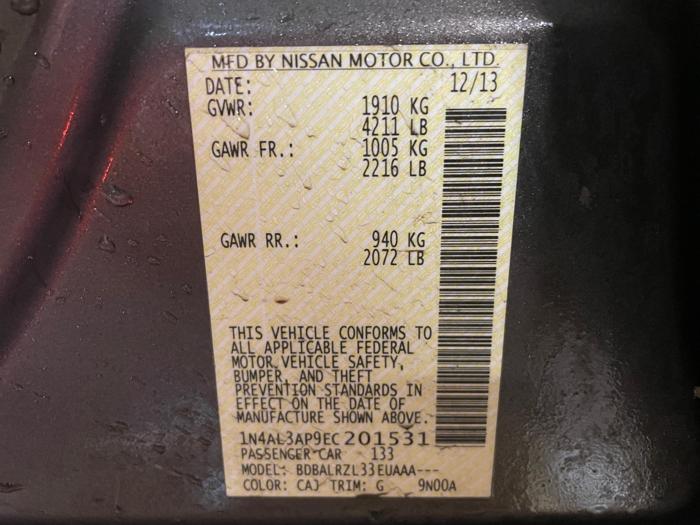 MFD BY NISSAN MOTOR CO., LTD.
DATE: 12/13
GVWR: 1910 KG
4211 LB
GAWR FR.: 1005 KG
2216 LB
GAWR RR.: 940 KG
2072 LB
THIS VEHICLE CONFORMS TO
ALL APPLICABLE FEDERAL
MOTOR VEHICLE SAFETY,
BUMPER, AND THEFT
PREVENTION STANDARDS IN
EFFECT ON THE DATE OF
MANUFACTURE SHOWN ABOVE.
1N4AL3AP9EC201531
PASSENGER CAR 133
MODEL: BDBALRZL33EUAAA---
COLOR: CAJ TRIM: G 9N00A